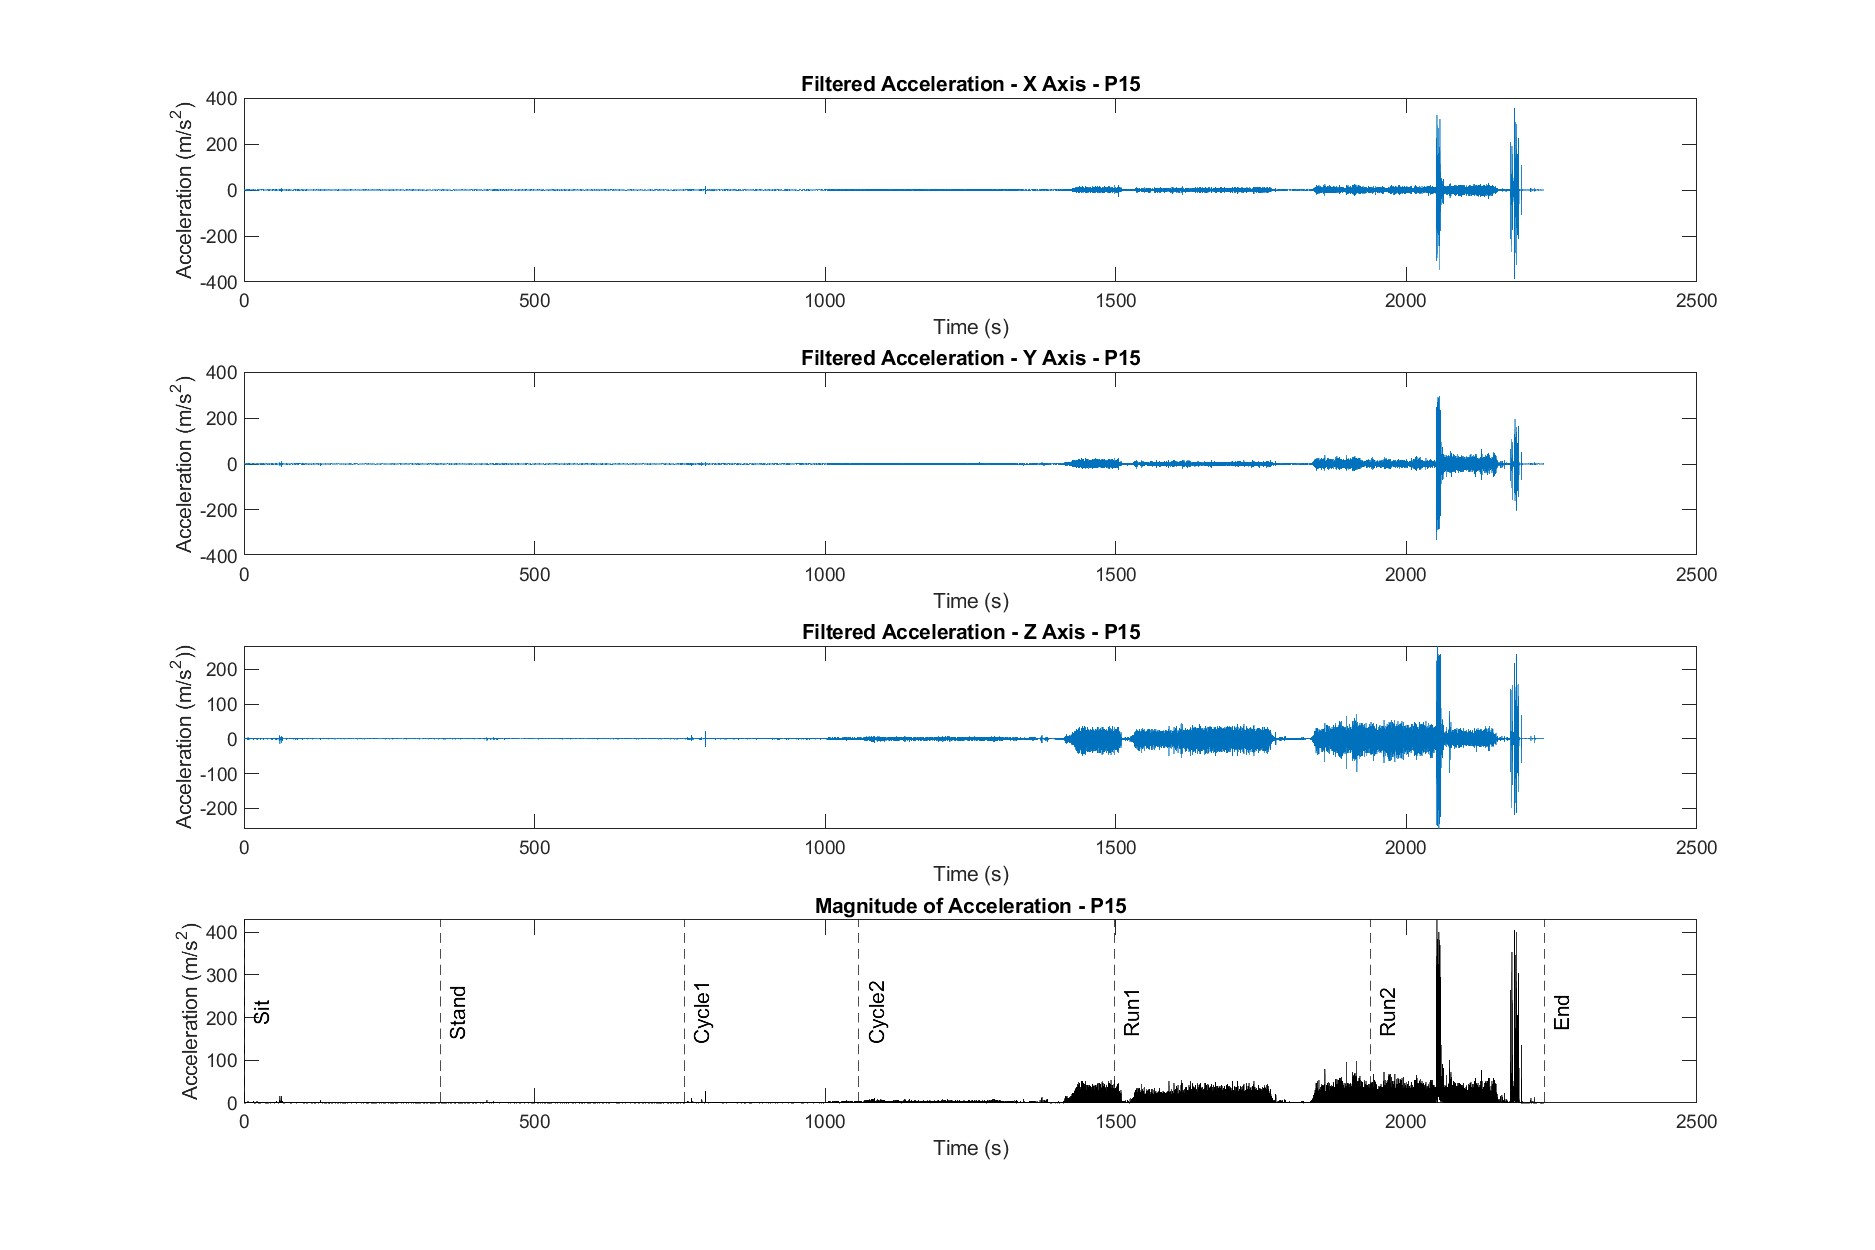 Filtered Acceleration - X Axis - P15
Acceleration (m/s²)
400
200
0
-200
-400
0 500 1000 1500 2000 2500
Time (s)
Filtered Acceleration - Y Axis - P15
Acceleration (m/s²)
400
200
0
-200
-400
0 500 1000 1500 2000 2500
Time (s)
Filtered Acceleration - Z Axis - P15
Acceleration (m/s²))
200
100
0
-100
-200
0 500 1000 1500 2000 2500
Time (s)
Magnitude of Acceleration - P15
Acceleration (m/s²)
400
300
200
100
0
Sit
Stand
Cycle1
Cycle2
Run1
Run2
End
0 500 1000 1500 2000 2500
Time (s)